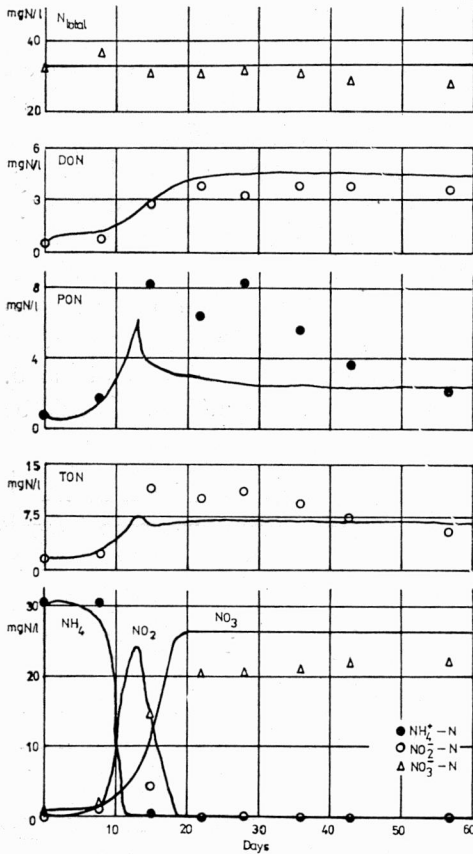 mgN/l
N total
40
20
6
mgN/l
DON
3
0
8
mgN/l
PON
4
0
15
mgN/l
TON
7,5
0
30
mgN/l
NH4
NO2
NO3
20
10
0
● NH4+ – N
○ NO2– – N
△ NO3– – N
0 10 20 30 40 50 60
Days